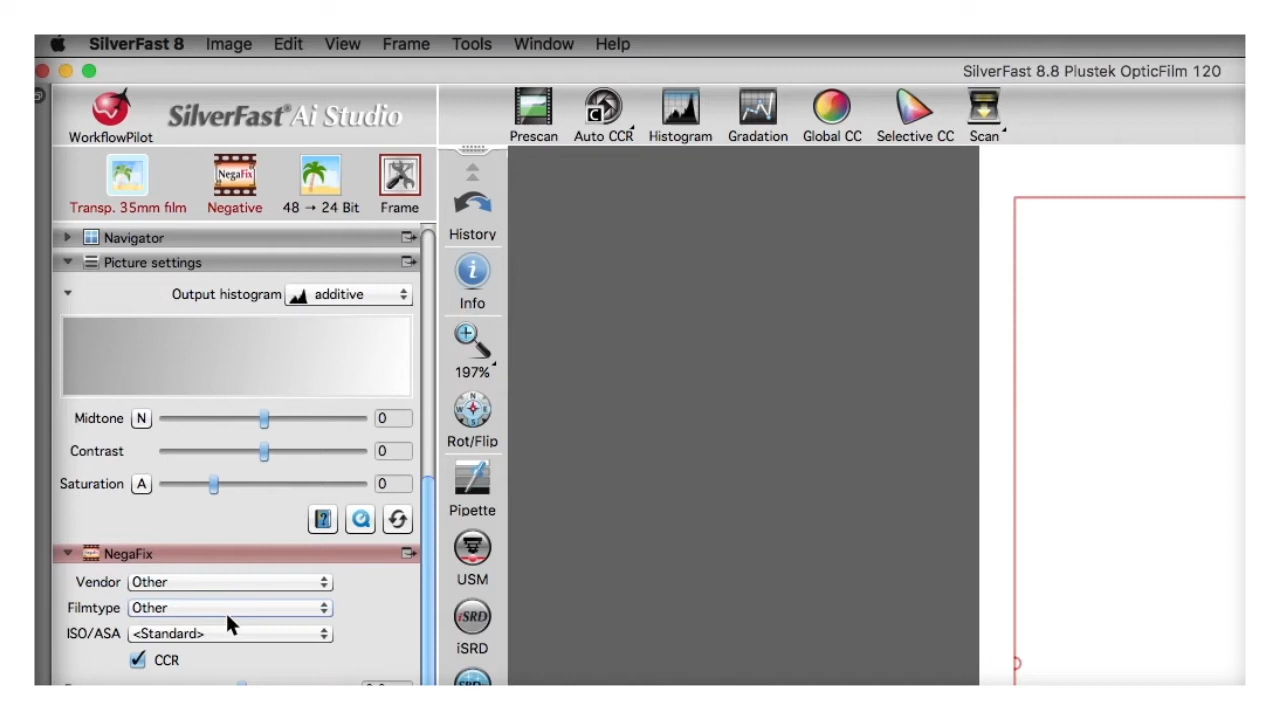 SilverFast 8 Image Edit View Frame Tools Window Help
SilverFast 8.8 Plustek OpticFilm 120
WorkflowPilot
SilverFast® Ai Studio
Prescan Auto CCR Histogram Gradation Global CC Selective CC Scan
NegaFix
Transp. 35mm film Negative 48 → 24 Bit Frame
Navigator
Picture settings
Output histogram additive
Midtone N 0
Contrast 0
Saturation A 0
NegaFix
Vendor Other
Filmtype Other
ISO/ASA <Standard>
CCR
History
Info
197%
Rot/Flip
Pipette
USM
iSRD
iSRD